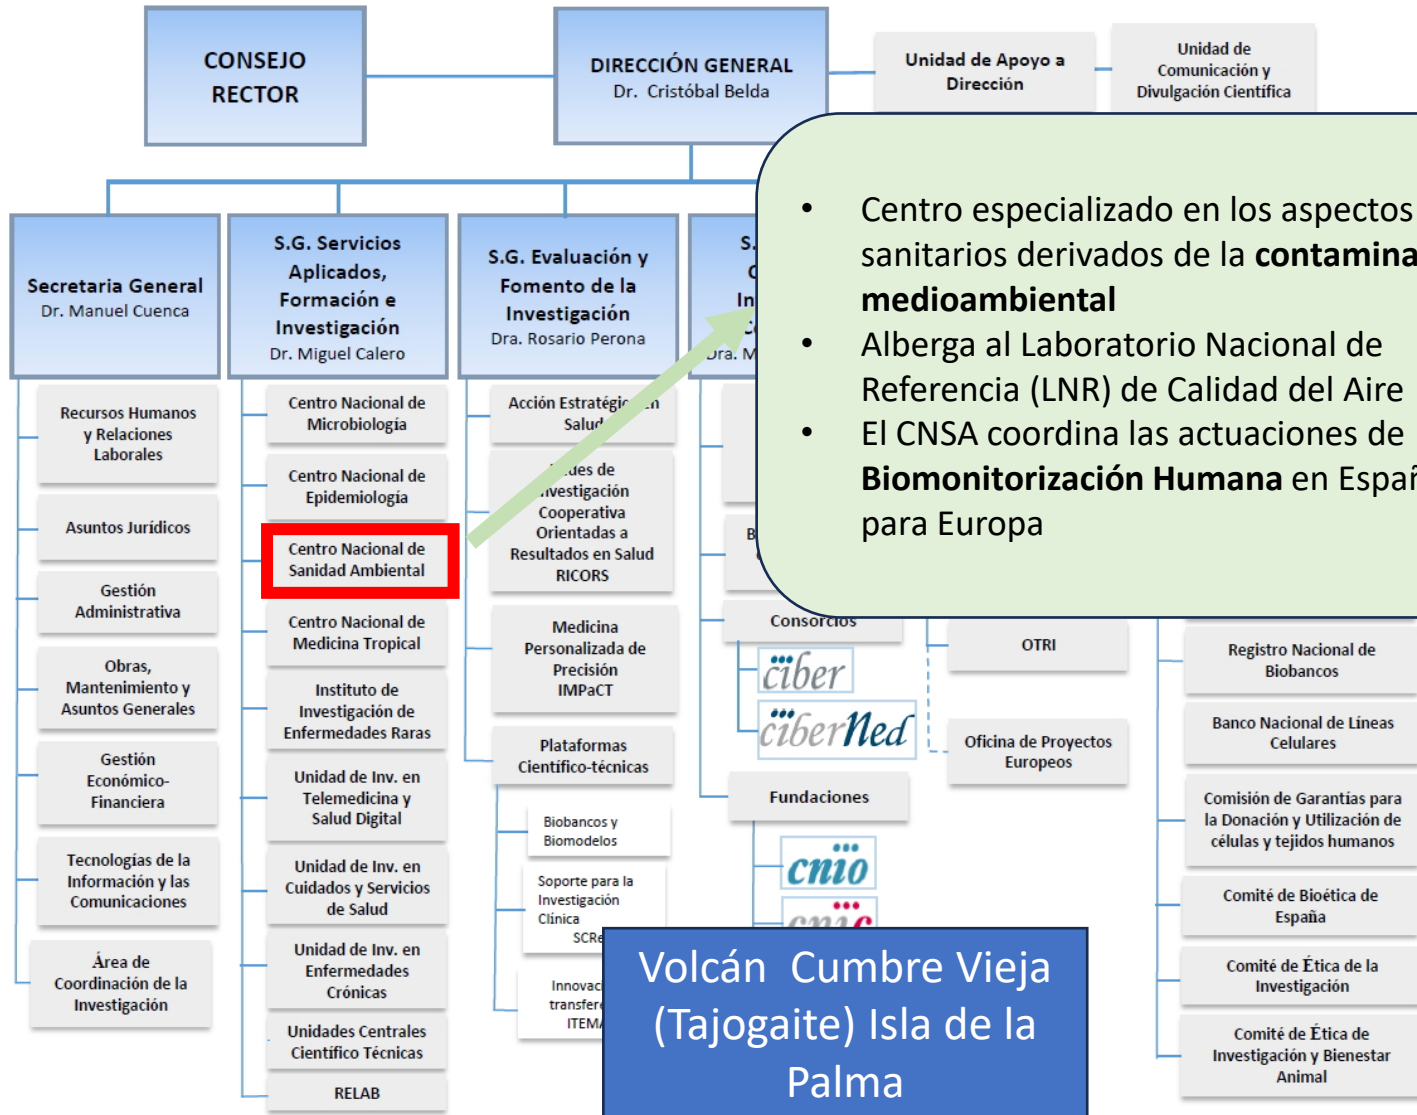 CONSEJO
RECTOR
DIRECCIÓN GENERAL
Dr. Cristóbal Belda
Unidad de Apoyo a
Dirección
Unidad de
Comunicación y
Divulgación Científica
Secretaria General
Dr. Manuel Cuenca
S.G. Servicios
Aplicados,
Formación e
Investigación
Dr. Miguel Calero
S.G. Evaluación y
Fomento de la
Investigación
Dra. Rosario Perona
• Centro especializado en los aspectos
sanitarios derivados de la contamina
medioambiental
• Alberga al Laboratorio Nacional de
Referencia (LNR) de Calidad del Aire
• El CNSA coordina las actuaciones de
Biomonitorización Humana en Españ
para Europa
Recursos Humanos
y Relaciones
Laborales
Asuntos Jurídicos
Gestión
Administrativa
Obras,
Mantenimiento y
Asuntos Generales
Gestión
Económico-
Financiera
Tecnologías de la
Información y las
Comunicaciones
Área de
Coordinación de la
Investigación
Centro Nacional de
Microbiología
Centro Nacional de
Epidemiología
Centro Nacional de
Sanidad Ambiental
Centro Nacional de
Medicina Tropical
Instituto de
Investigación de
Enfermedades Raras
Unidad de Inv. en
Telemedicina y
Salud Digital
Unidad de Inv. en
Cuidados y Servicios
de Salud
Unidad de Inv. en
Enfermedades
Crónicas
Unidades Centrales
Científico Técnicas
RELAB
Acción Estratégica en
Salud
Redes de
Investigación
Cooperativa
Orientadas a
Resultados en Salud
RICORS
Medicina
Personalizada de
Precisión
IMPaCT
Plataformas
Científico-técnicas
Biobancos y
Biomodelos
Soporte para la
Investigación
Clínica
SCRe
Innovaci
transfere
ITEMA
Consorcios
ciber
ciberNed
Fundaciones
cnio
cnic
OTRI
Oficina de Proyectos
Europeos
Registro Nacional de
Biobancos
Banco Nacional de Líneas
Celulares
Comisión de Garantías para
la Donación y Utilización de
células y tejidos humanos
Comité de Bioética de
España
Comité de Ética de la
Investigación
Comité de Ética de
Investigación y Bienestar
Animal
Volcán Cumbre Vieja
(Tajogaite) Isla de la
Palma